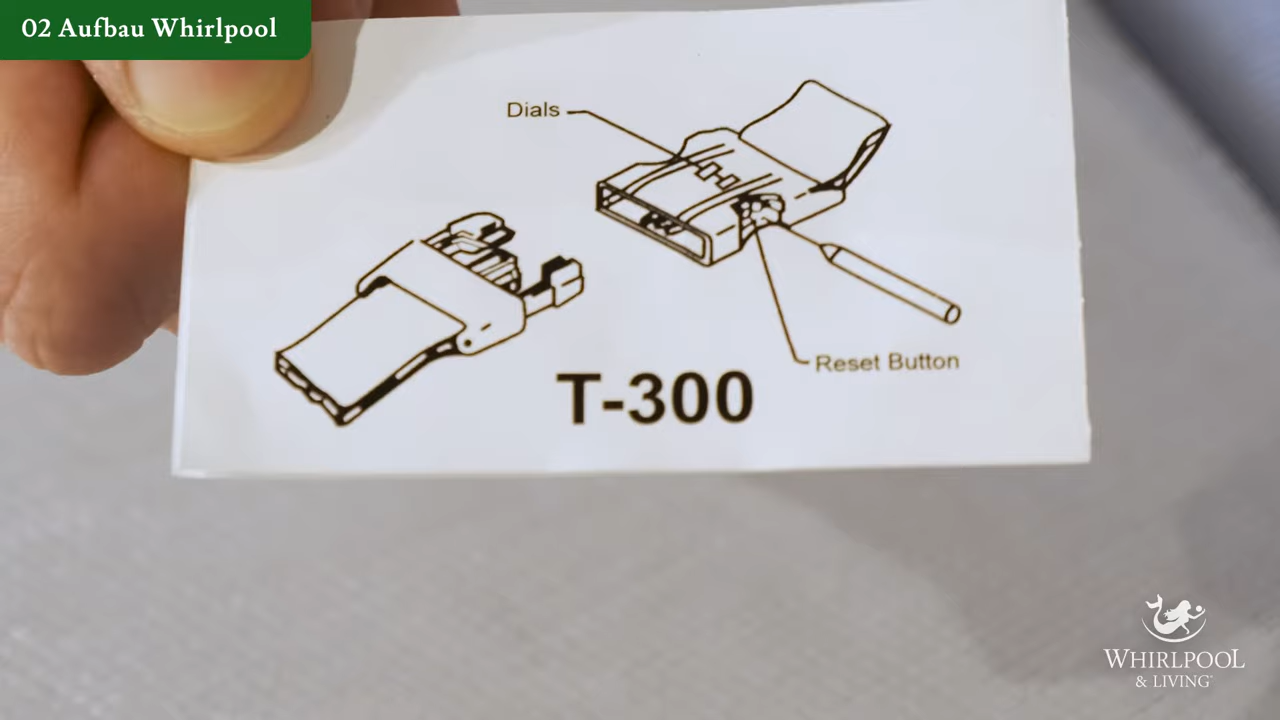 02 Aufbau Whirlpool
Dials
Reset Button
T-300
WHIRLPOOL
& LIVING